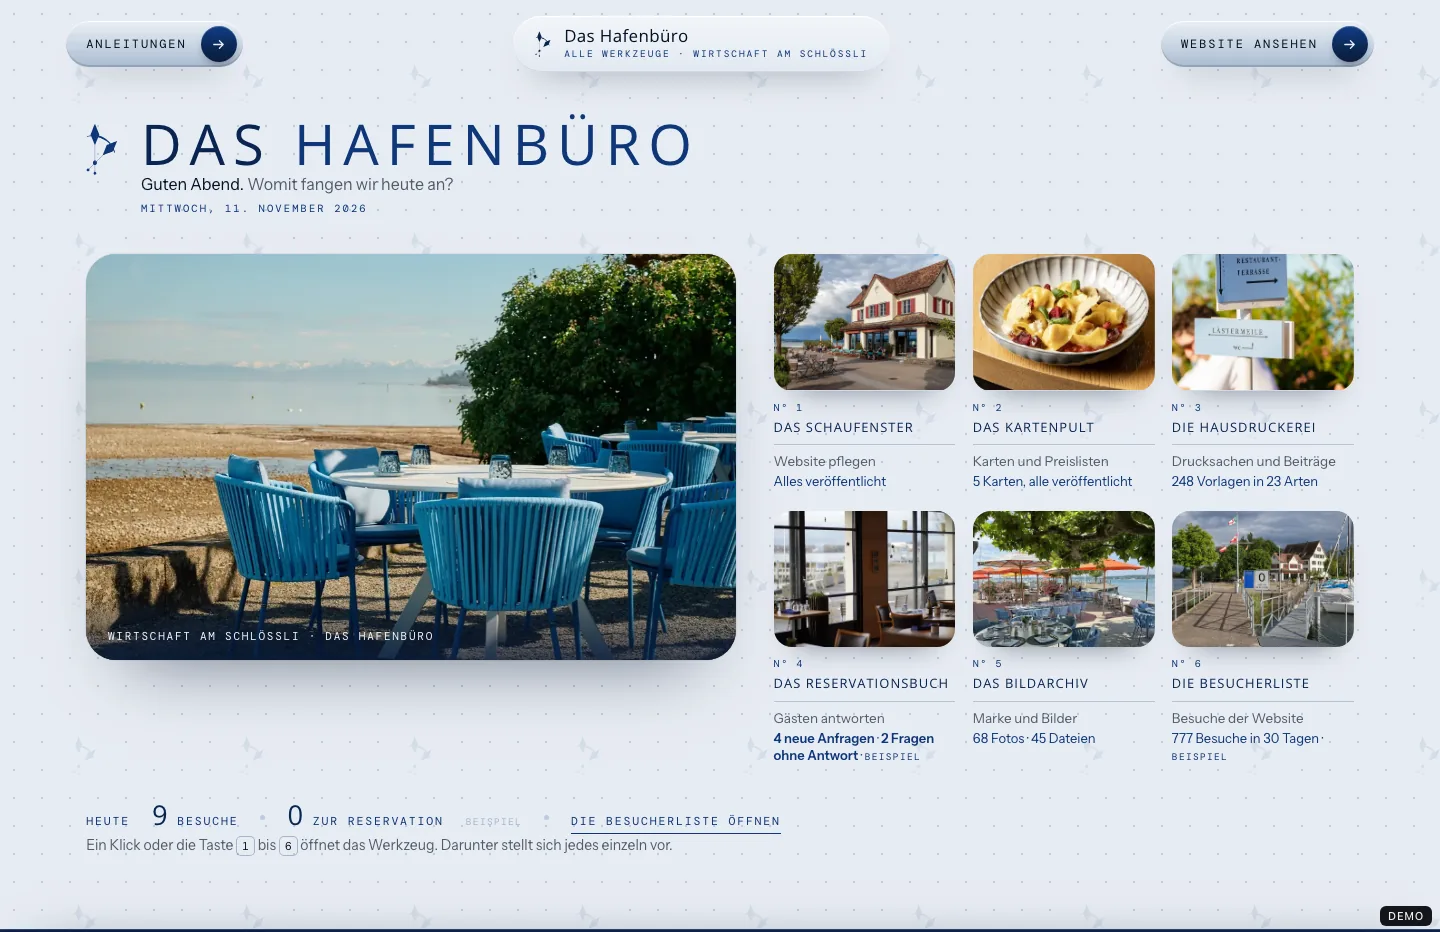 ANLEITUNGEN
Das Hafenbüro
ALLE WERKZEUGE · WIRTSCHAFT AM SCHLÖSSLI
WEBSITE ANSEHEN
DAS HAFENBÜRO
Guten Abend. Womit fangen wir heute an?
MITTWOCH, 11. NOVEMBER 2026
WIRTSCHAFT AM SCHLÖSSLI · DAS HAFENBÜRO
RESTAURANT-
TERRASSE
LÄSTERMEILE
N° 1
DAS SCHAUFENSTER
Website pflegen
Alles veröffentlicht
N° 2
DAS KARTENPULT
Karten und Preislisten
5 Karten, alle veröffentlicht
N° 3
DIE HAUSDRUCKEREI
Drucksachen und Beiträge
248 Vorlagen in 23 Arten
N° 4
DAS RESERVATIONSBUCH
Gästen antworten
4 neue Anfragen · 2 Fragen
ohne Antwort · BEISPIEL
N° 5
DAS BILDARCHIV
Marke und Bilder
68 Fotos · 45 Dateien
N° 6
DIE BESUCHERLISTE
Besuche der Website
777 Besuche in 30 Tagen ·
BEISPIEL
HEUTE 9 BESUCHE • 0 ZUR RESERVATION BEISPIEL • DIE BESUCHERLISTE ÖFFNEN
Ein Klick oder die Taste 1 bis 6 öffnet das Werkzeug. Darunter stellt sich jedes einzeln vor.
DEMO